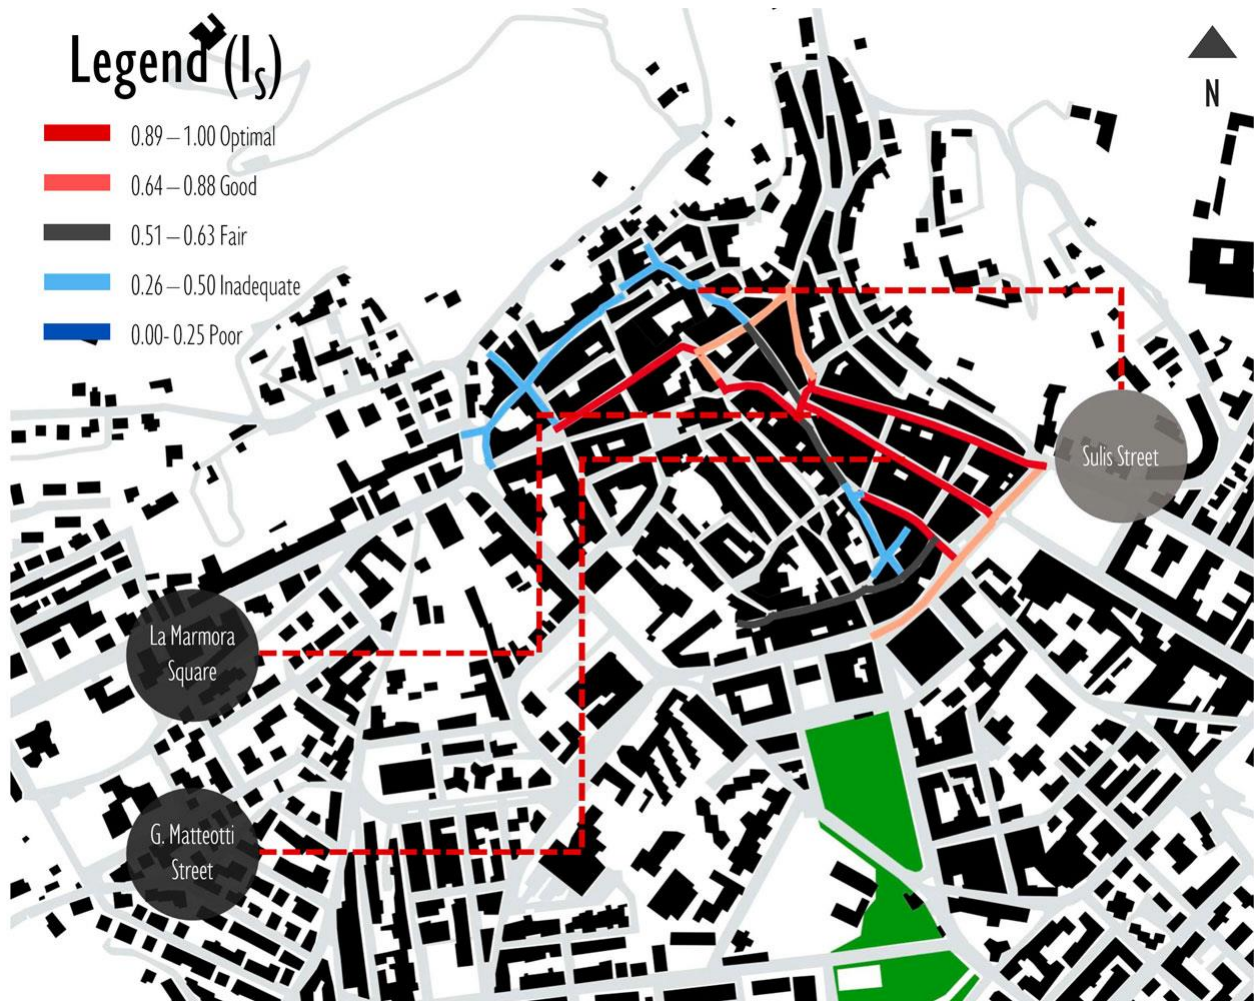 Legend (Is)
0.89 – 1.00 Optimal
0.64 – 0.88 Good
0.51 – 0.63 Fair
0.26 – 0.50 Inadequate
0.00- 0.25 Poor
N
Sulis Street
La Marmora
Square
G. Matteotti
Street